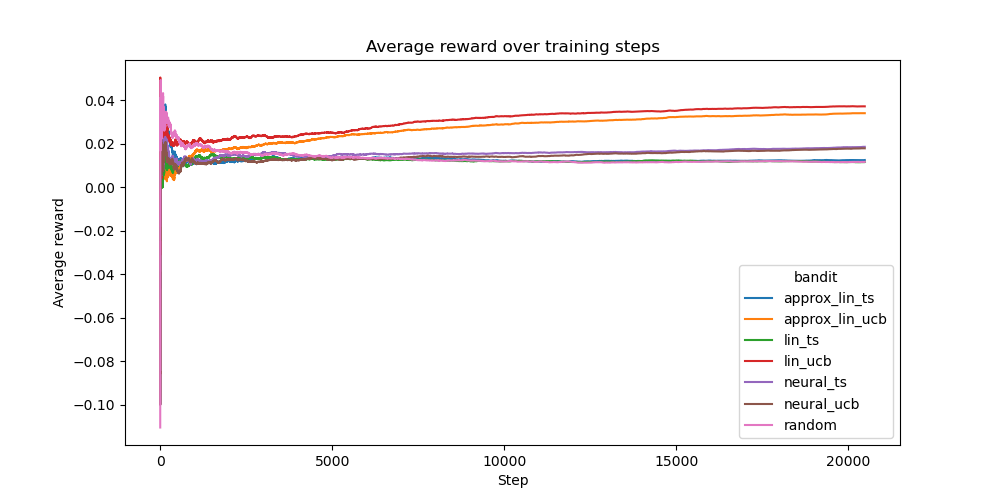 Average reward over training steps
Average reward
0.04
0.02
0.00
−0.02
−0.04
−0.06
−0.08
−0.10
bandit
approx_lin_ts
approx_lin_ucb
lin_ts
lin_ucb
neural_ts
neural_ucb
random
0 5000 10000 15000 20000
Step